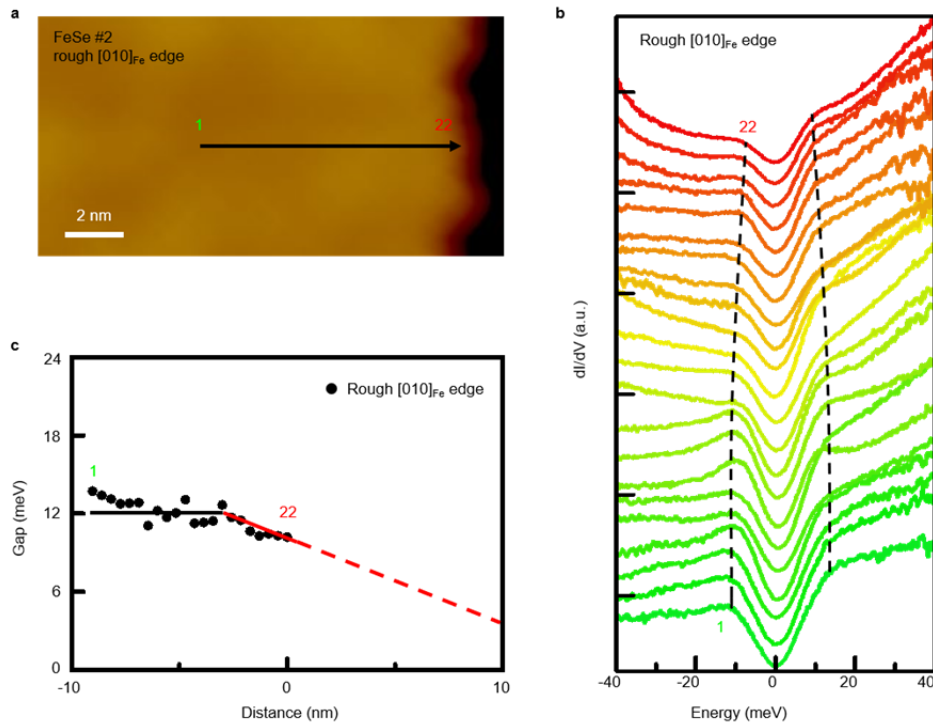 a
FeSe #2
rough [010]Fe edge
1
22
2 nm
b
Rough [010]Fe edge
22
1
dI/dV (a.u.)
-40
-20
0
20
40
Energy (meV)
c
24
18
12
6
0
Gap (meV)
Rough [010]Fe edge
1
22
-10
0
10
Distance (nm)